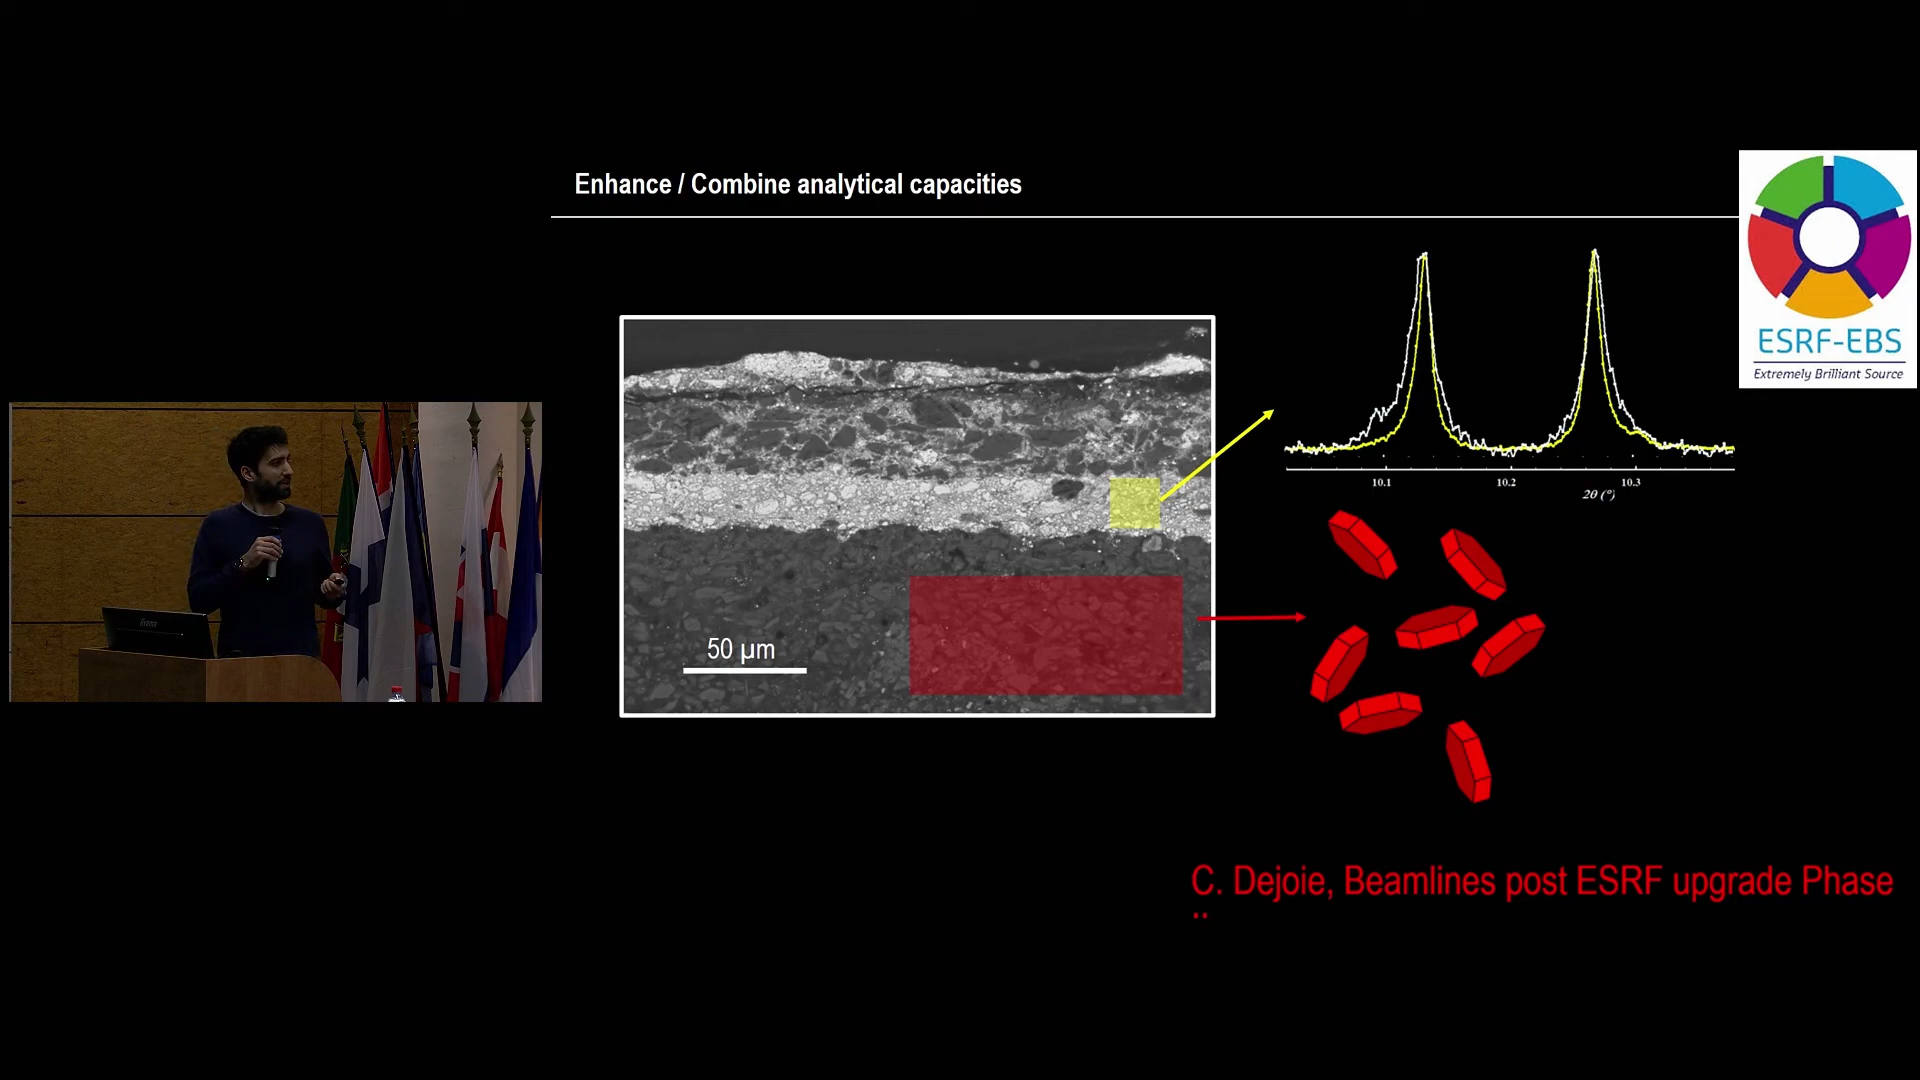 Enhance / Combine analytical capacities
ESRF-EBS
Extremely Brilliant Source
10.1
10.2
10.3
2θ (°)
50 µm
C. Dejoie, Beamlines post ESRF upgrade Phase